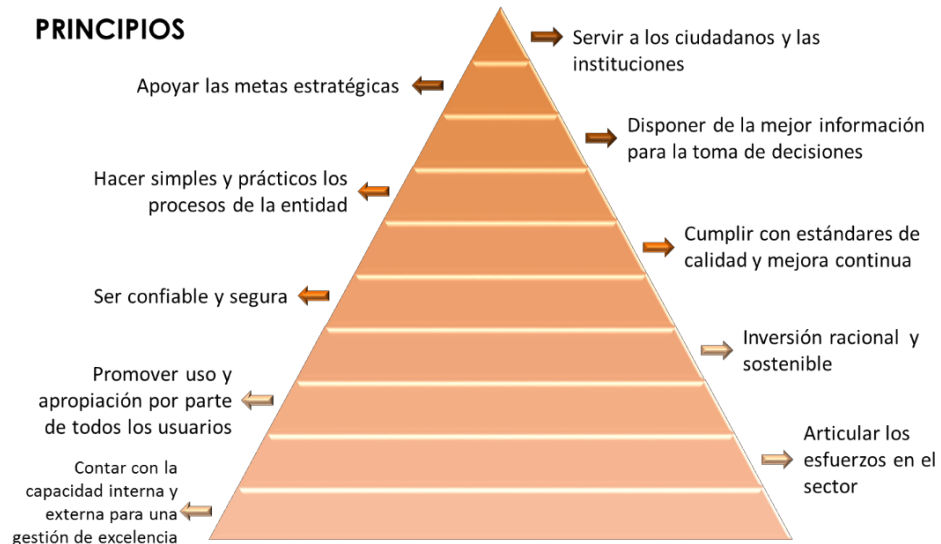 PRINCIPIOS
Servir a los ciudadanos y las
instituciones
Apoyar las metas estratégicas
Disponer de la mejor información
para la toma de decisiones
Hacer simples y prácticos los
procesos de la entidad
Cumplir con estándares de
calidad y mejora continua
Ser confiable y segura
Inversión racional y
sostenible
Promover uso y
apropiación por parte
de todos los usuarios
Articular los
esfuerzos en el
sector
Contar con la
capacidad interna y
externa para una
gestión de excelencia